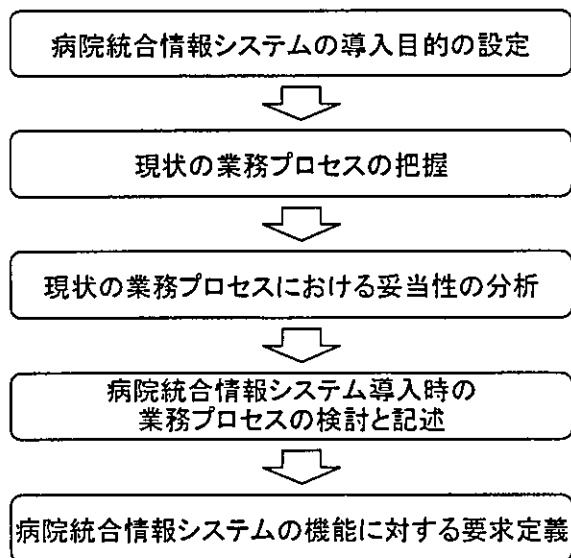 病院統合情報システムの導入目的の設定
現状の業務プロセスの把握
現状の業務プロセスにおける妥当性の分析
病院統合情報システム導入時の
業務プロセスの検討と記述
病院統合情報システムの機能に対する要求定義